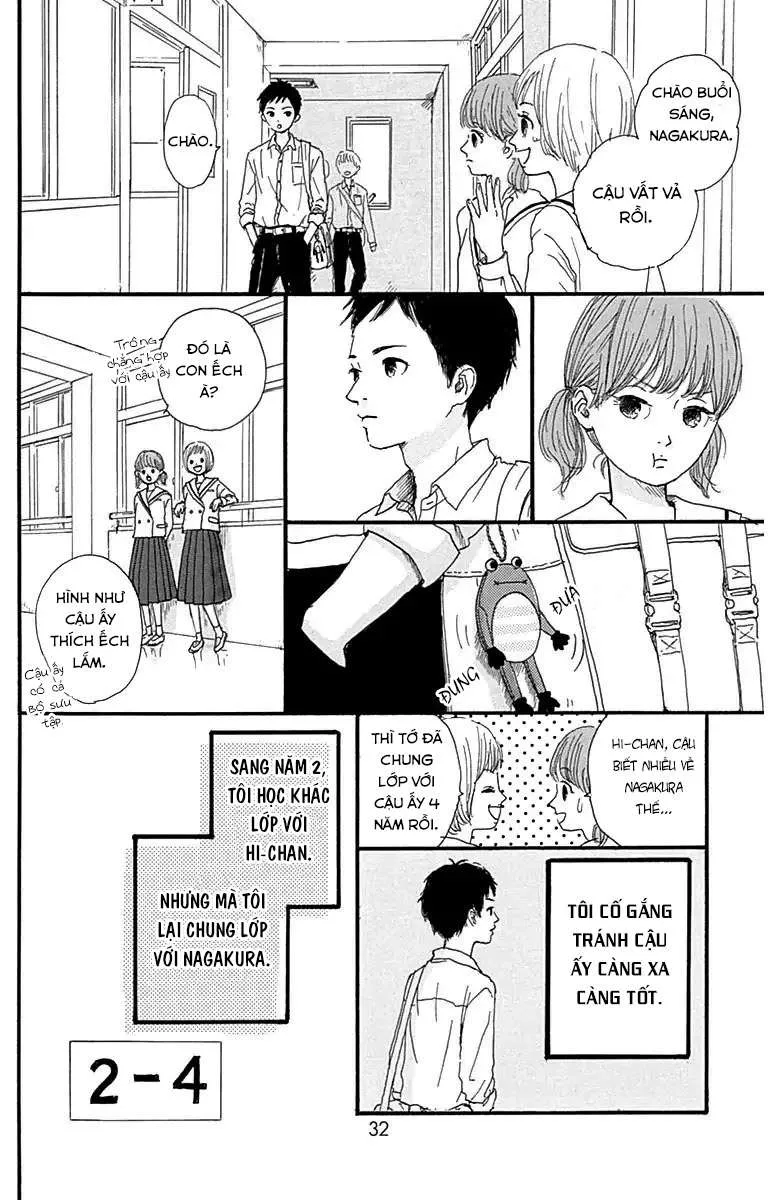 CHÀO BUỔI
SÁNG,
NAGAKURA.
CẬU VẤT VẢ
RỒI.
CHÀO.
ĐUNG
ĐƯA
ĐÓ LÀ
CON ẾCH
À?
Trông
chẳng hợp
với cậu ấy
HÌNH NHƯ
CẬU ẤY
THÍCH ẾCH
LẮM.
Cậu ấy
có cả
bộ sưu
tập.
HI-CHAN, CẬU
BIẾT NHIỀU VỀ
NAGAKURA
THẾ...
THÌ TỚ ĐÃ
CHUNG
LỚP VỚI
CẬU ẤY 4
NĂM RỒI.
TÔI CỐ GẮNG
TRÁNH CẬU
ẤY CÀNG XA
CÀNG TỐT.
SANG NĂM 2,
TÔI HỌC KHÁC
LỚP VỚI
HI-CHAN.
NHƯNG MÀ TÔI
LẠI CHUNG LỚP
VỚI NAGAKURA.
2-4
32